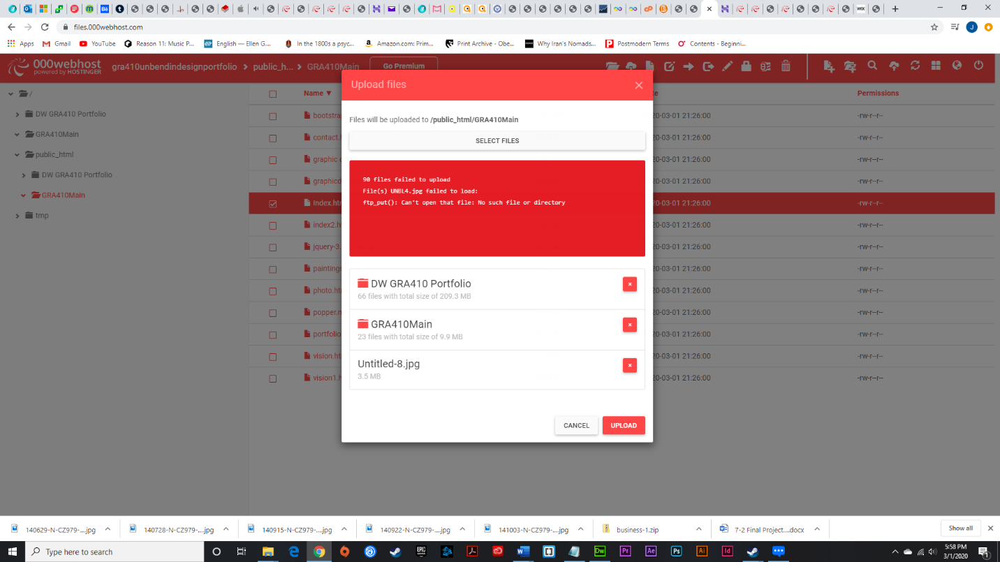 files.000webhost.com
Apps
Gmail
YouTube
Reason 11: Music P...
English — Ellen G....
In the 1800s a psyc...
Amazon.com: Prim...
Print Archive - Obe...
Why Iran's Nomads...
Postmodern Terms
Contents - Beginni...
000webhost
powered by HOSTINGER
gra410unbendindesignportfolio > public_h... > GRA410Main
Go Premium
/
DW GRA410 Portfolio
GRA410Main
public_html
DW GRA410 Portfolio
GRA410Main
tmp
Name
Permissions
20-03-01 21:26:00 -rw-r--r--
contact.
20-03-01 21:26:00 -rw-r--r--
20-03-01 21:26:00 -rw-r--r--
20-03-01 21:26:00 -rw-r--r--
20-03-01 21:26:00 -rw-r--r--
index2.h
20-03-01 21:26:00 -rw-r--r--
jquery-3.
20-03-01 21:26:00 -rw-r--r--
paintings
20-03-01 21:26:00 -rw-r--r--
photo.ht
20-03-01 21:26:00 -rw-r--r--
20-03-01 21:26:00 -rw-r--r--
portfolio
20-03-01 21:26:00 -rw-r--r--
vision.ht
20-03-01 21:26:00 -rw-r--r--
vision1.h
20-03-01 21:26:00 -rw-r--r--
Upload files
Files will be uploaded to /public_html/GRA410Main
SELECT FILES
90 files failed to upload
File(s) UNBL4.jpg failed to load:
ftp_put(): Can't open that file: No such file or directory
DW GRA410 Portfolio
66 files with total size of 209.3 MB
GRA410Main
23 files with total size of 9.9 MB
Untitled-8.jpg
3.5 MB
CANCEL
UPLOAD
140629-N-CZ979-....jpg
140728-N-CZ979-....jpg
140915-N-CZ979-....jpg
140922-N-CZ979-....jpg
141003-N-CZ979-....jpg
business-1.zip
7-2 Final Project....docx
Show all
Type here to search
5:58 PM
3/1/2020